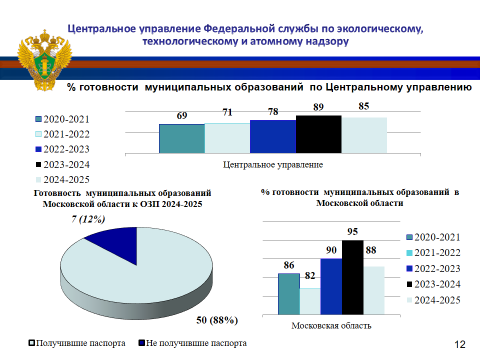 Центральное управление Федеральной службы по экологическому,
технологическому и атомному надзору
% готовности муниципальных образований по Центральному управлению
2020-2021
2021-2022
2022-2023
2023-2024
2024-2025
69
71
78
89
85
Центральное управление
Готовность муниципальных образований
Московской области к ОЗП 2024-2025
7 (12%)
50 (88%)
Получившие паспорта
Не получившие паспорта
% готовности муниципальных образований в
Московской области
86
82
90
95
88
Московская область
2020-2021
2021-2022
2022-2023
2023-2024
2024-2025
12